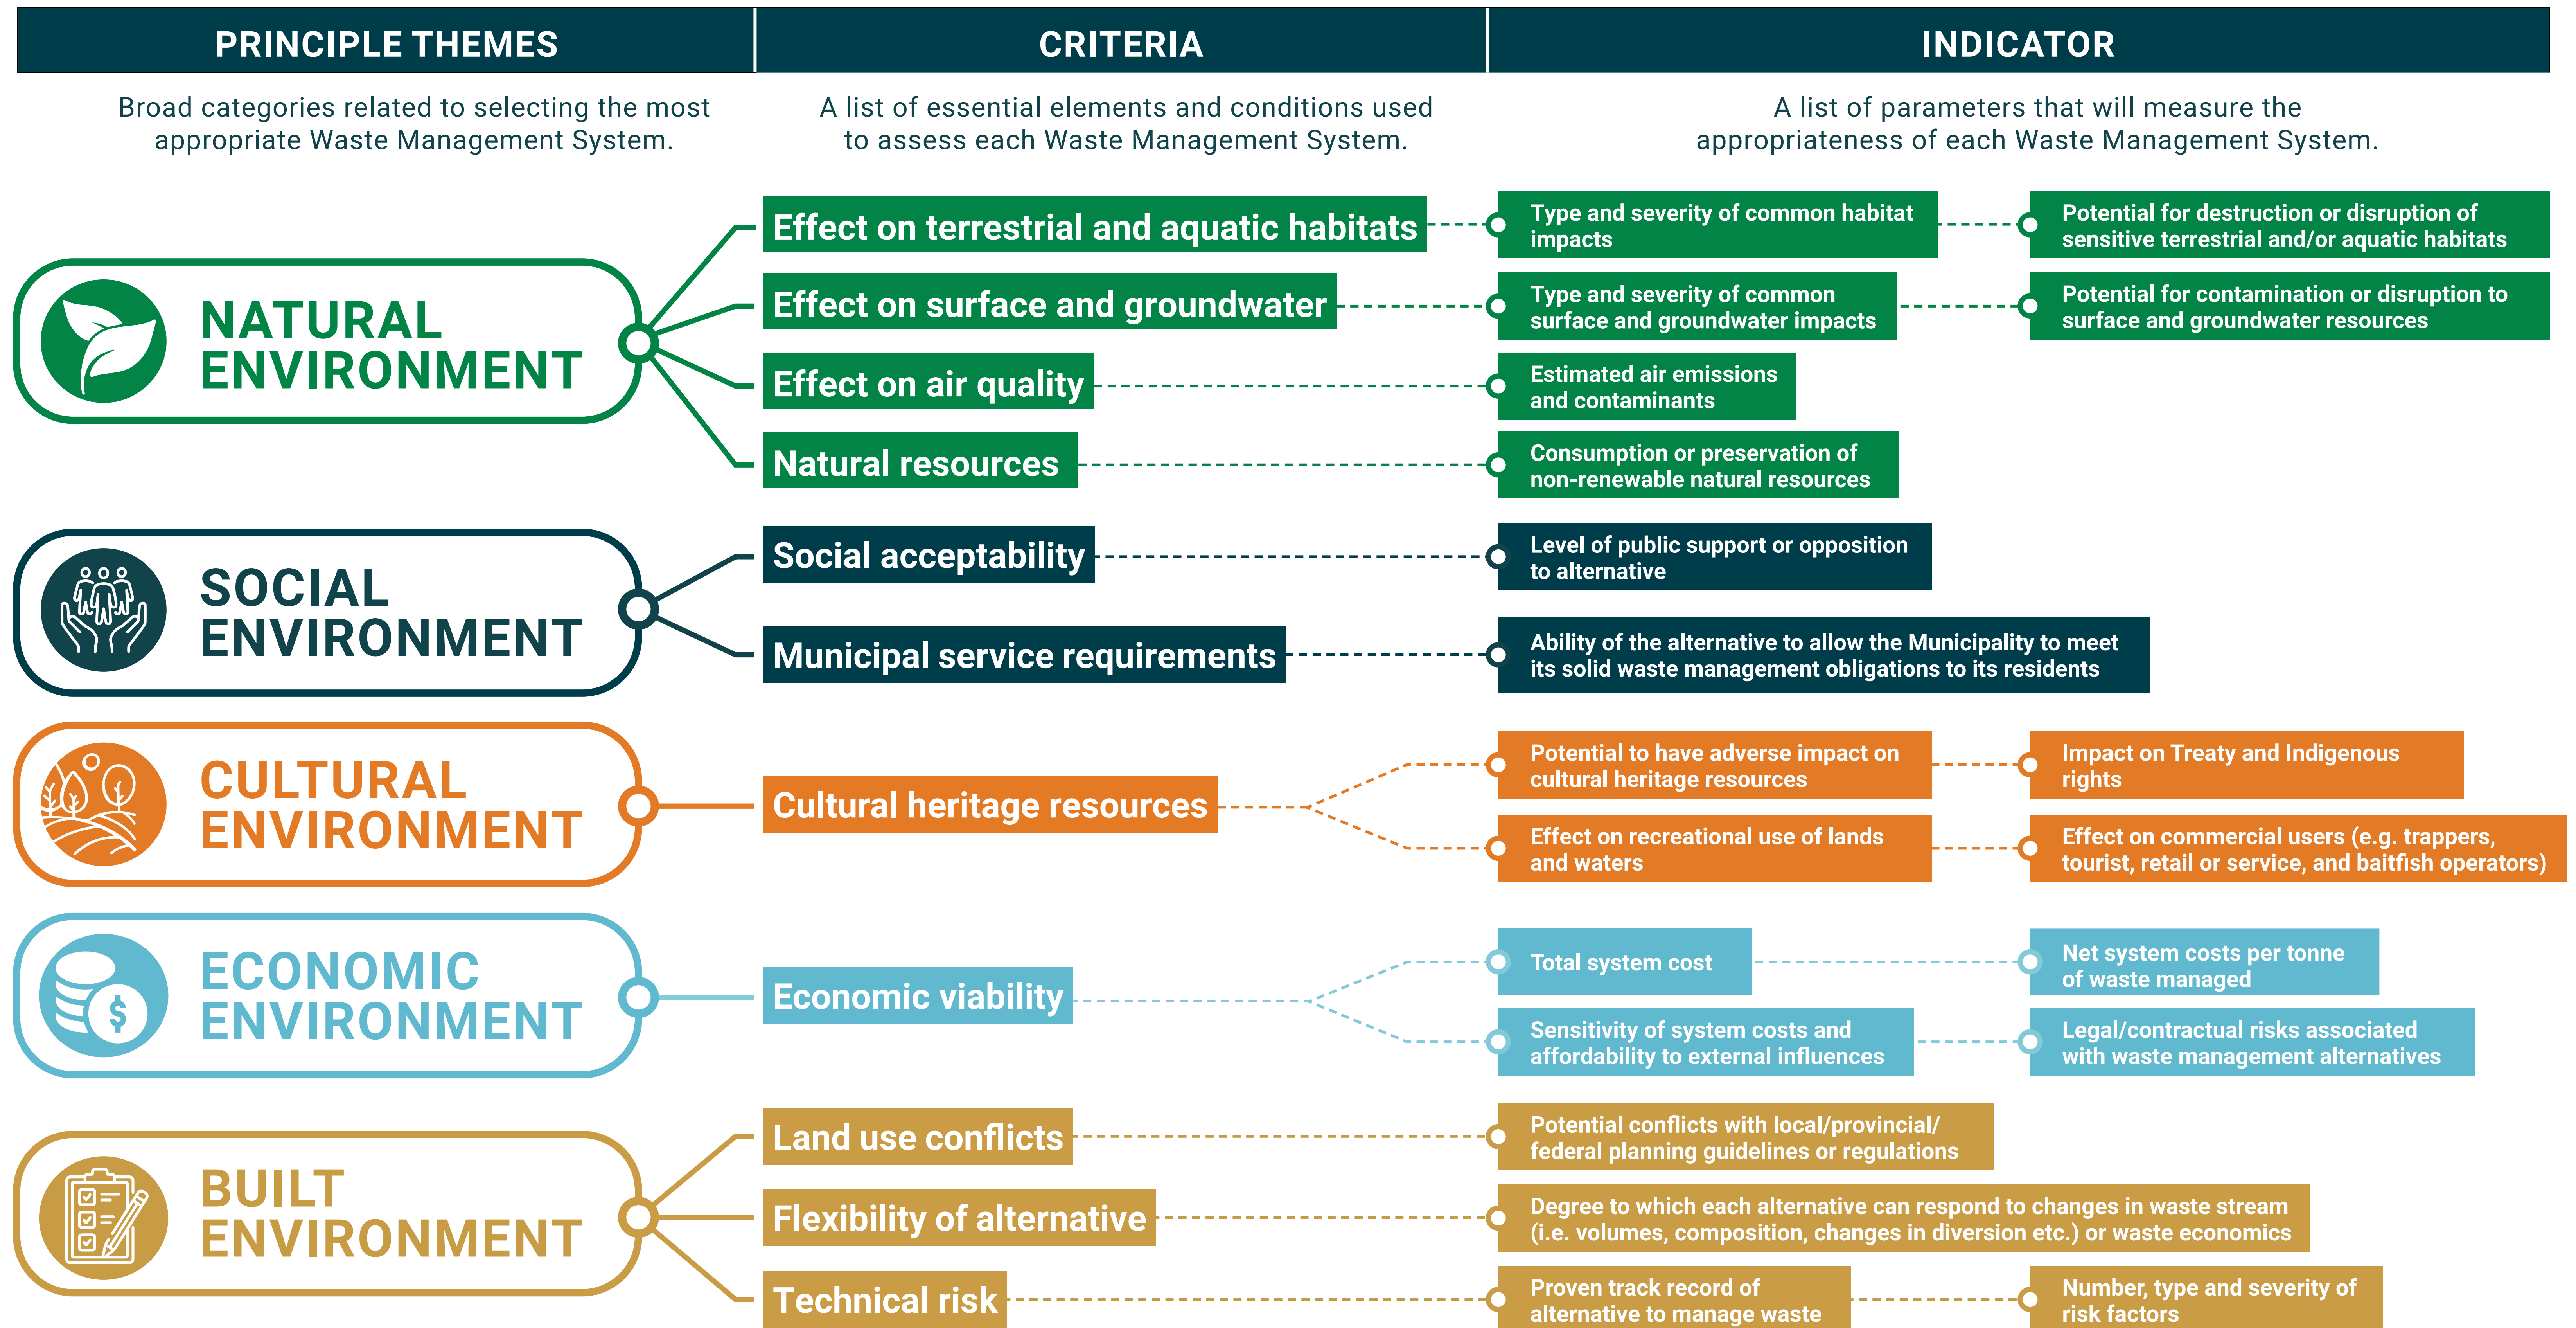 PRINCIPLE THEMES
CRITERIA
INDICATOR
Broad categories related to selecting the most
appropriate Waste Management System.
A list of essential elements and conditions used
to assess each Waste Management System.
A list of parameters that will measure the
appropriateness of each Waste Management System.
NATURAL
ENVIRONMENT
Effect on terrestrial and aquatic habitats
Type and severity of common habitat
impacts
Potential for destruction or disruption of
sensitive terrestrial and/or aquatic habitats
Effect on surface and groundwater
Type and severity of common
surface and groundwater impacts
Potential for contamination or disruption to
surface and groundwater resources
Effect on air quality
Estimated air emissions
and contaminants
Natural resources
Consumption or preservation of
non-renewable natural resources
SOCIAL
ENVIRONMENT
Social acceptability
Level of public support or opposition
to alternative
Municipal service requirements
Ability of the alternative to allow the Municipality to meet
its solid waste management obligations to its residents
CULTURAL
ENVIRONMENT
Cultural heritage resources
Potential to have adverse impact on
cultural heritage resources
Impact on Treaty and Indigenous
rights
Effect on recreational use of lands
and waters
Effect on commercial users (e.g. trappers,
tourist, retail or service, and baitfish operators)
$
ECONOMIC
ENVIRONMENT
Economic viability
Total system cost
Net system costs per tonne
of waste managed
Sensitivity of system costs and
affordability to external influences
Legal/contractual risks associated
with waste management alternatives
BUILT
ENVIRONMENT
Land use conflicts
Potential conflicts with local/provincial/
federal planning guidelines or regulations
Flexibility of alternative
Degree to which each alternative can respond to changes in waste stream
(i.e. volumes, composition, changes in diversion etc.) or waste economics
Technical risk
Proven track record of
alternative to manage waste
Number, type and severity of
risk factors